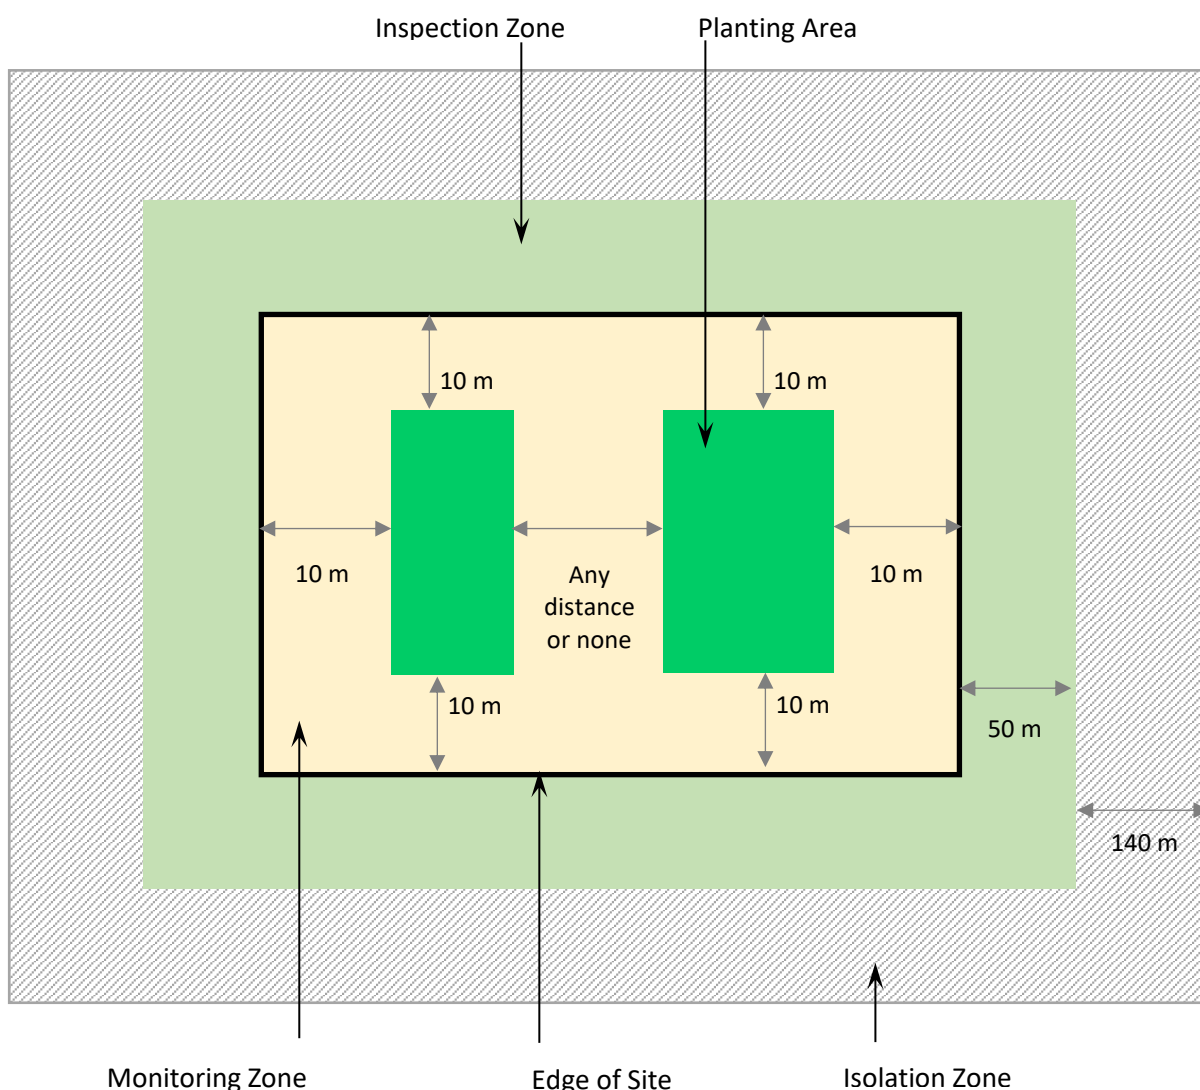 Inspection Zone
Planting Area
10 m
10 m
10 m
Any
distance
or none
10 m
10 m
10 m
50 m
140 m
Monitoring Zone
Edge of Site
Isolation Zone